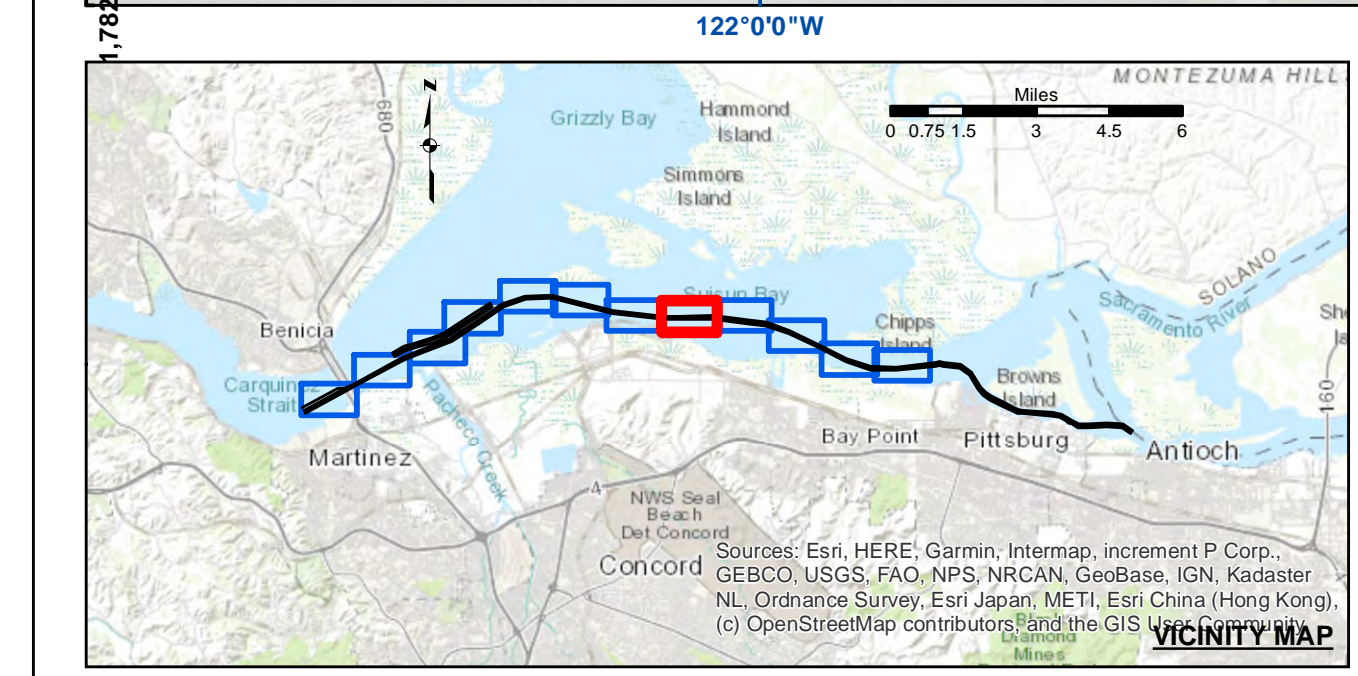 1,782
122°0'0"W
MONTEZUMA HILL
N
Miles
0 0.75 1.5 3 4.5 6
680
Grizzly Bay
Hammond
Island
Simmons
Island
SOLANO
Suisun Bay
Sacramento River
Benicia
Chipps
Island
She
Is
Carquinez
Strait
Pacheco Creek
Browns
Island
160
Bay Point
Pittsburg
Antioch
Martinez
4
NWS Seal
Beach
Det Concord
Concord
Sources: Esri, HERE, Garmin, Intermap, increment P Corp.,
GEBCO, USGS, FAO, NPS, NRCAN, GeoBase, IGN, Kadaster
NL, Ordnance Survey, Esri Japan, METI, Esri China (Hong Kong),
(c) OpenStreetMap contributors, and the GIS User Community
Diamond
Mines
VICINITY MAP